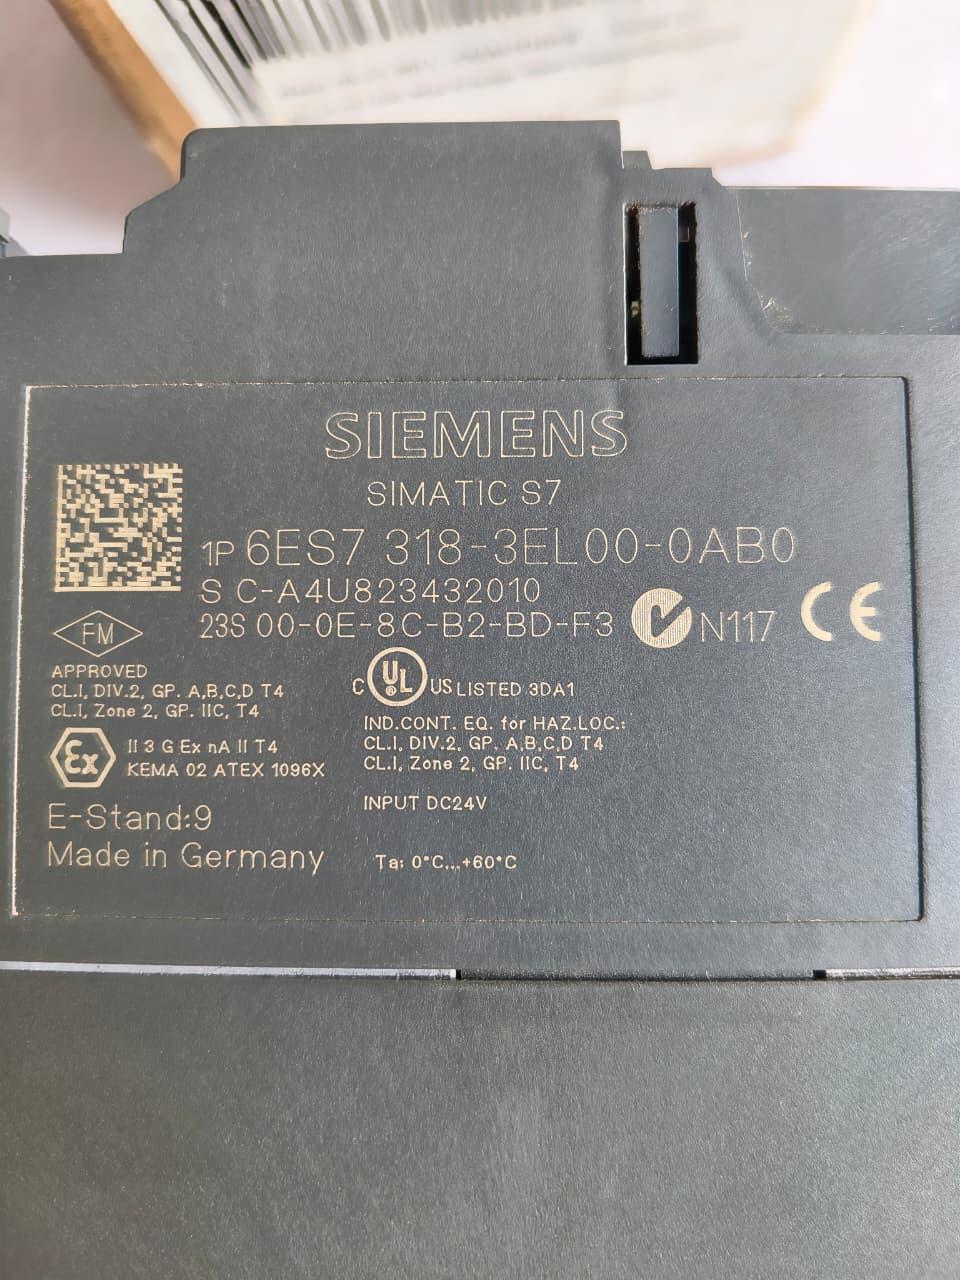 SIEMENS
SIMATIC S7
1P 6ES7 318-3EL00-0AB0
S C-A4U823432010
23S 00-0E-8C-B2-BD-F3
N117
CE
FM
APPROVED
CL.I, DIV.2, GP. A,B,C,D T4
CL.I, Zone 2, GP. IIC, T4
C UL ® US LISTED 3DA1
IND.CONT. EQ. for HAZ.LOC.:
CL.I, DIV.2, GP. A,B,C,D T4
CL.I, Zone 2, GP. IIC, T4
Ex II 3 G Ex nA II T4
KEMA 02 ATEX 1096X
INPUT DC24V
E-Stand:9
Made in Germany
Ta: 0°C...+60°C